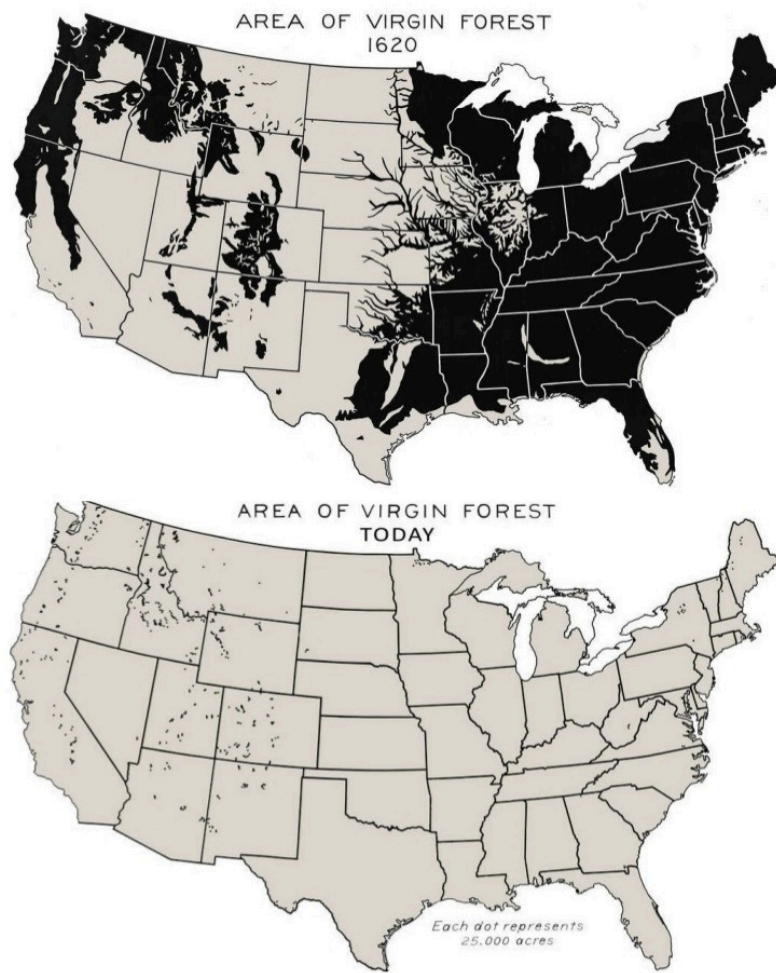 AREA OF VIRGIN FOREST
1620
AREA OF VIRGIN FOREST
TODAY
Each dot represents
25,000 acres